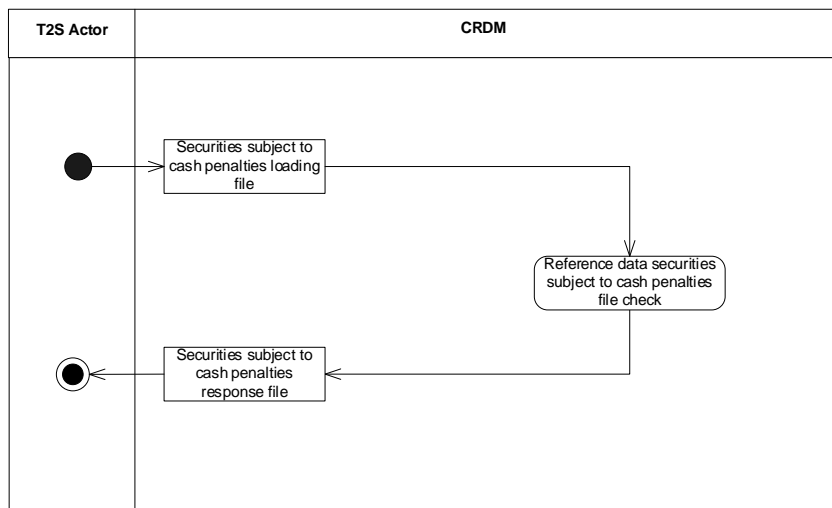 T2S Actor
CRDM
Securities subject to
cash penalties loading
file
Reference data securities
subject to cash penalties
file check
Securities subject to
cash penalties
response file